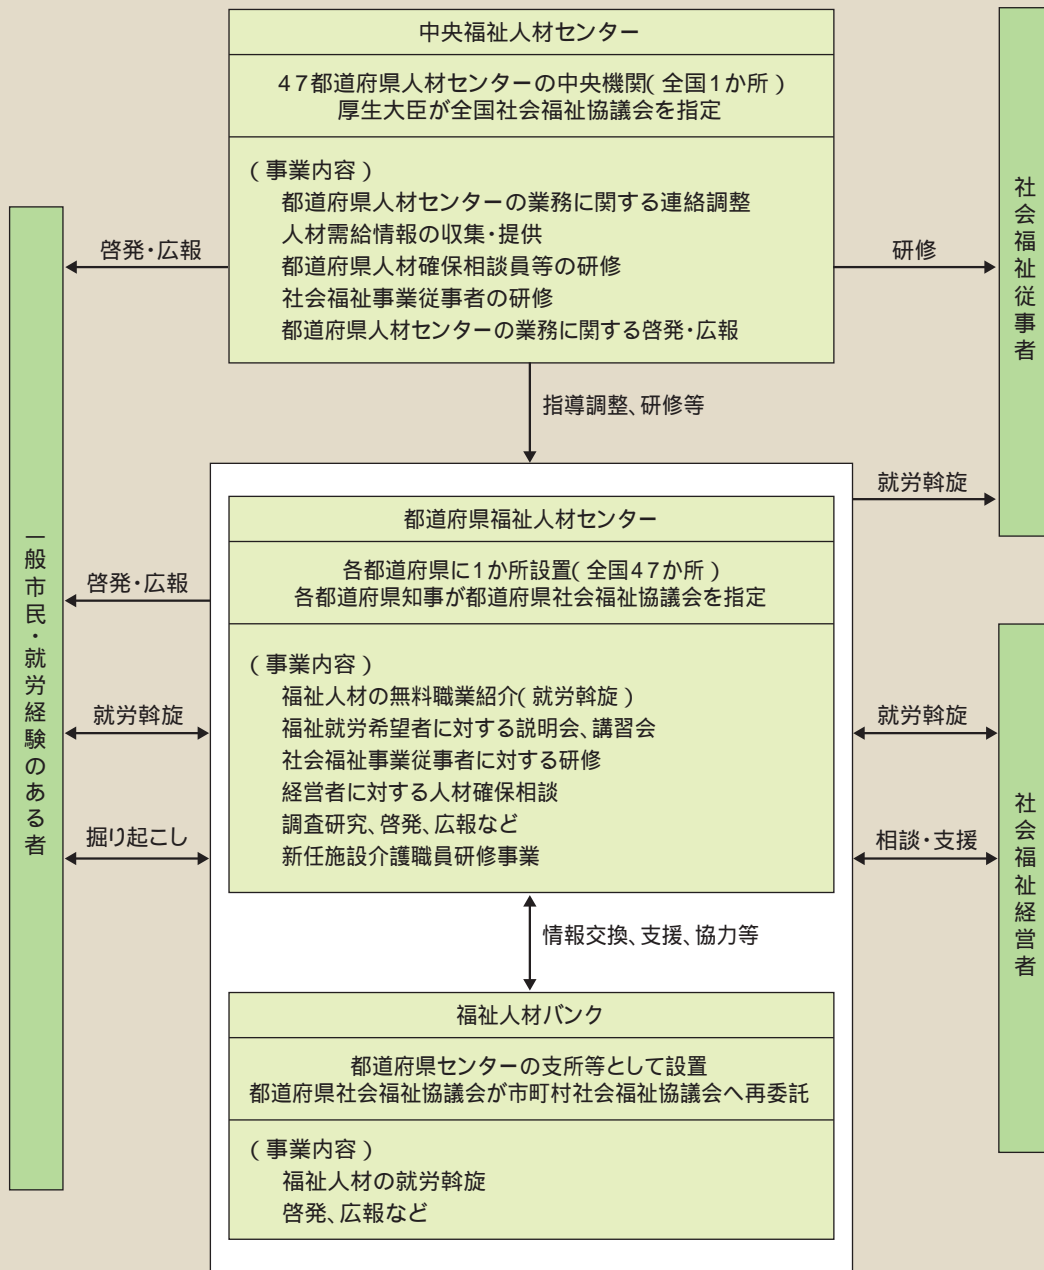 中央福祉人材センター
47都道府県人材センターの中央機関(全国1か所)
厚生大臣が全国社会福祉協議会を指定
(事業内容)
都道府県人材センターの業務に関する連絡調整
人材需給情報の収集・提供
都道府県人材確保相談員等の研修
社会福祉事業従事者の研修
都道府県人材センターの業務に関する啓発・広報
啓発・広報
研修
社会福祉従事者
指導調整、研修等
就労斡旋
都道府県福祉人材センター
各都道府県に1か所設置(全国47か所)
各都道府県知事が都道府県社会福祉協議会を指定
(事業内容)
福祉人材の無料職業紹介(就労斡旋)
福祉就労希望者に対する説明会、講習会
社会福祉事業従事者に対する研修
経営者に対する人材確保相談
調査研究、啓発、広報など
新任施設介護職員研修事業
一般市民・就労経験のある者
啓発・広報
就労斡旋
掘り起こし
就労斡旋
相談・支援
社会福祉経営者
情報交換、支援、協力等
福祉人材バンク
都道府県センターの支所等として設置
都道府県社会福祉協議会が市町村社会福祉協議会へ再委託
(事業内容)
福祉人材の就労斡旋
啓発、広報など